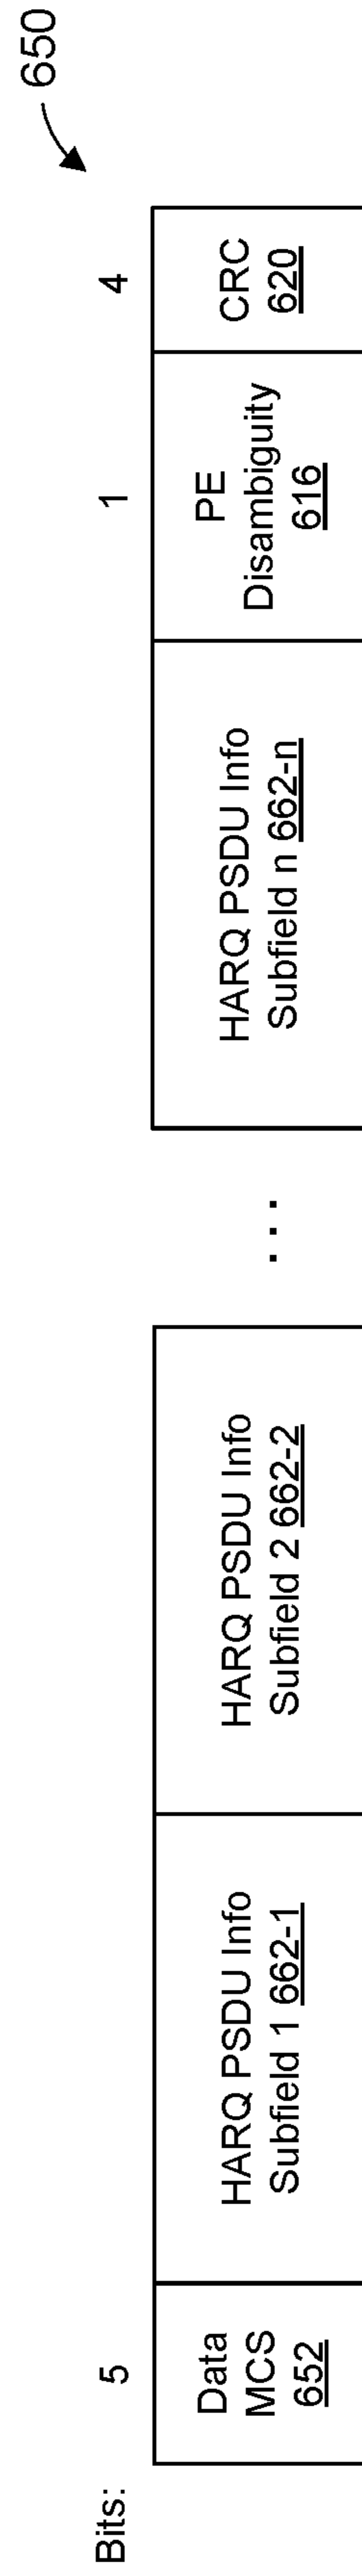 650
Bits:
5
1
4
Data
MCS
652
HARQ PSDU Info
Subfield 1 662-1
HARQ PSDU Info
Subfield 2 662-2
. . .
HARQ PSDU Info
Subfield n 662-n
PE
Disambiguity
616
CRC
620